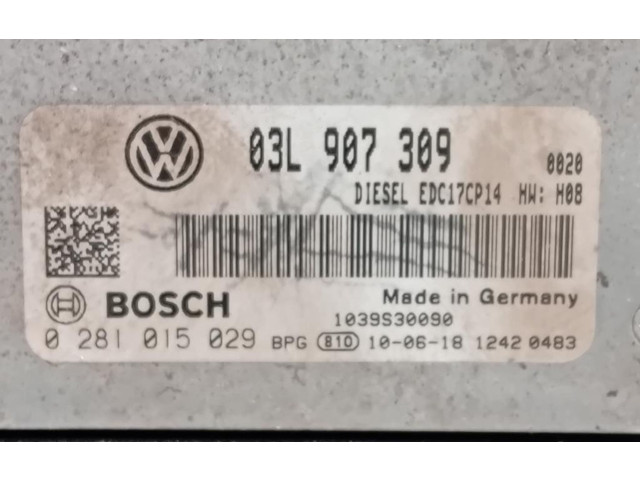 03L 907 309
0020
DIESEL EDC17CP14 HW: H08
BOSCH
Made in Germany
1039S30090
0 281 015 029 BPG 810 10-06-18 1242 0483